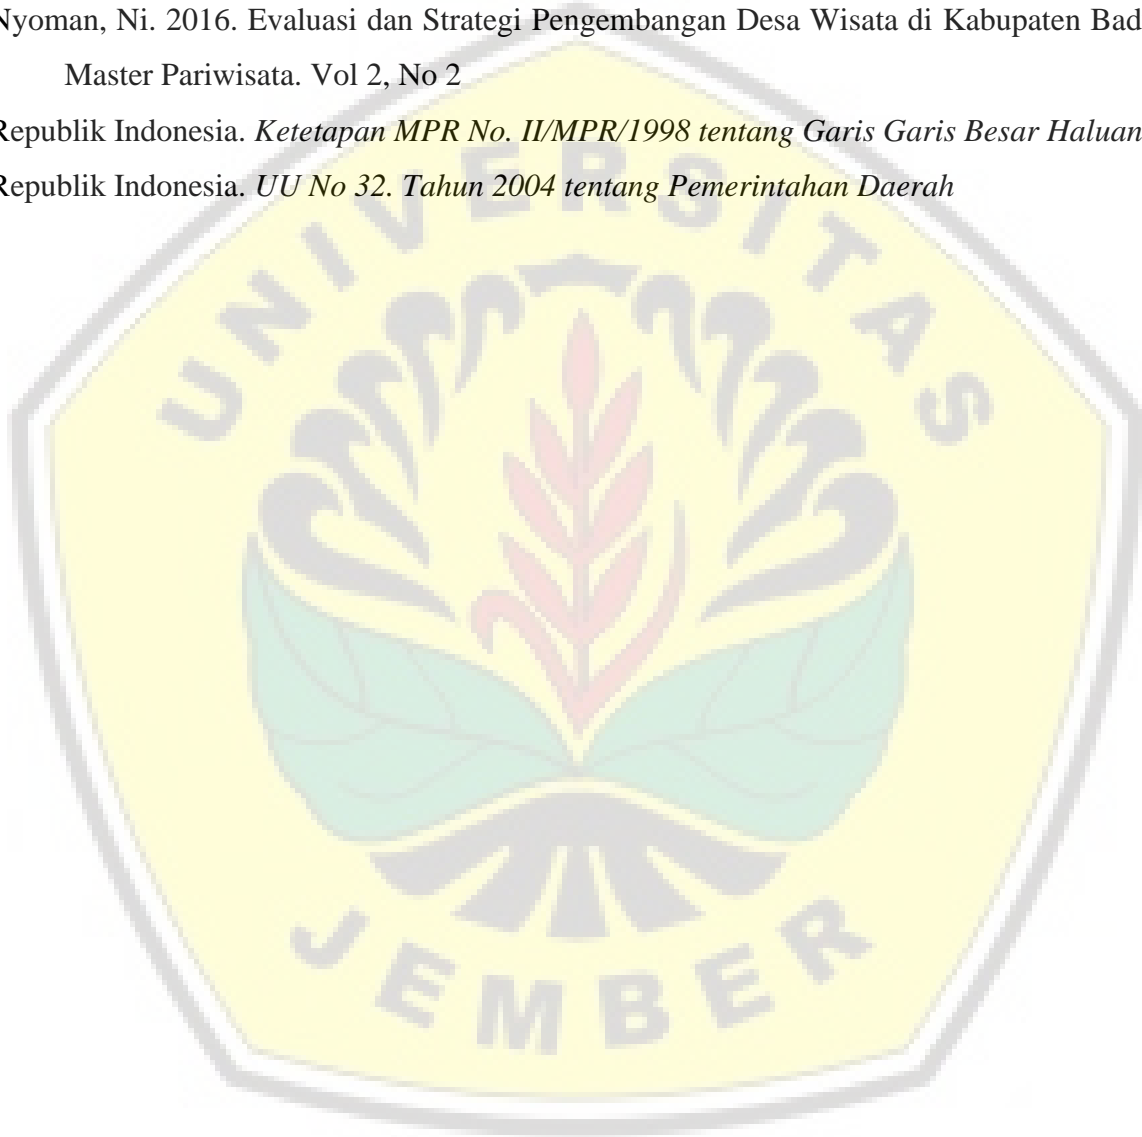 Nyoman, Ni. 2016. Evaluasi dan Strategi Pengembangan Desa Wisata di Kabupaten Bad
Master Pariwisata. Vol 2, No 2
Republik Indonesia. Ketetapan MPR No. II/MPR/1998 tentang Garis Garis Besar Haluan
Republik Indonesia. UU No 32. Tahun 2004 tentang Pemerintahan Daerah
UNIVERSITAS
JEMBER